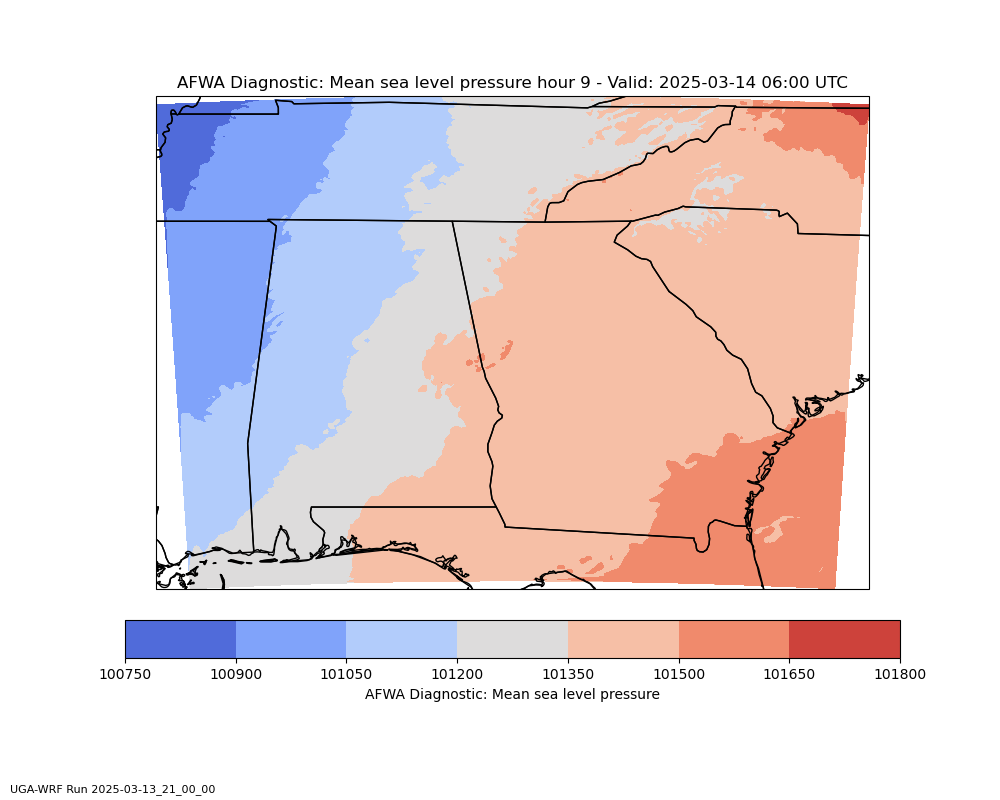 AFWA Diagnostic: Mean sea level pressure hour 9 - Valid: 2025-03-14 06:00 UTC
100750 100900 101050 101200 101350 101500 101650 101800
AFWA Diagnostic: Mean sea level pressure
UGA-WRF Run 2025-03-13_21_00_00